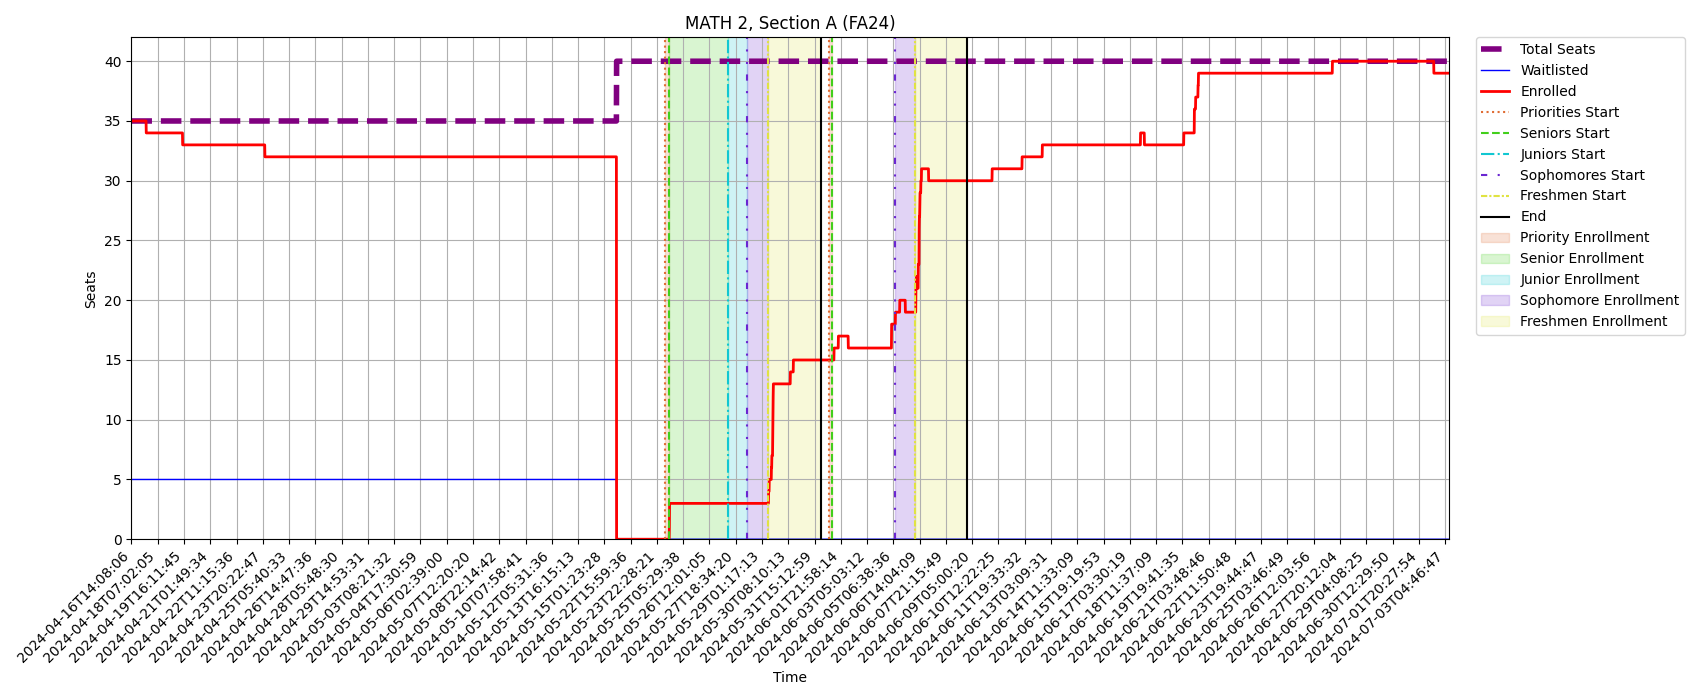 MATH 2, Section A (FA24)
Seats
40
35
30
25
20
15
10
5
0
2024-04-16T14:08:06
2024-04-18T07:02:05
2024-04-19T16:11:45
2024-04-21T01:49:34
2024-04-22T11:15:36
2024-04-23T20:22:47
2024-04-25T05:40:33
2024-04-26T14:47:36
2024-04-28T05:48:30
2024-04-29T14:53:31
2024-05-03T08:21:32
2024-05-04T17:30:59
2024-05-06T02:39:00
2024-05-07T12:20:20
2024-05-08T22:14:42
2024-05-10T07:58:41
2024-05-12T05:31:36
2024-05-13T16:15:13
2024-05-15T01:23:28
2024-05-22T15:59:36
2024-05-23T22:28:21
2024-05-25T05:29:38
2024-05-26T12:01:05
2024-05-27T18:34:20
2024-05-29T01:17:13
2024-05-30T08:10:13
2024-05-31T15:12:59
2024-06-01T21:58:14
2024-06-03T05:03:12
2024-06-05T06:38:36
2024-06-06T14:04:09
2024-06-07T21:15:49
2024-06-09T05:00:20
2024-06-10T12:22:25
2024-06-11T19:33:32
2024-06-13T03:09:31
2024-06-14T11:33:09
2024-06-15T19:19:53
2024-06-17T03:30:19
2024-06-18T11:37:09
2024-06-19T19:41:35
2024-06-21T03:48:46
2024-06-22T11:50:48
2024-06-23T19:44:47
2024-06-25T03:46:49
2024-06-26T12:03:56
2024-06-27T20:12:04
2024-06-29T04:08:25
2024-06-30T12:29:50
2024-07-01T20:27:54
2024-07-03T04:46:47
Time
Total Seats
Waitlisted
Enrolled
Priorities Start
Seniors Start
Juniors Start
Sophomores Start
Freshmen Start
End
Priority Enrollment
Senior Enrollment
Junior Enrollment
Sophomore Enrollment
Freshmen Enrollment